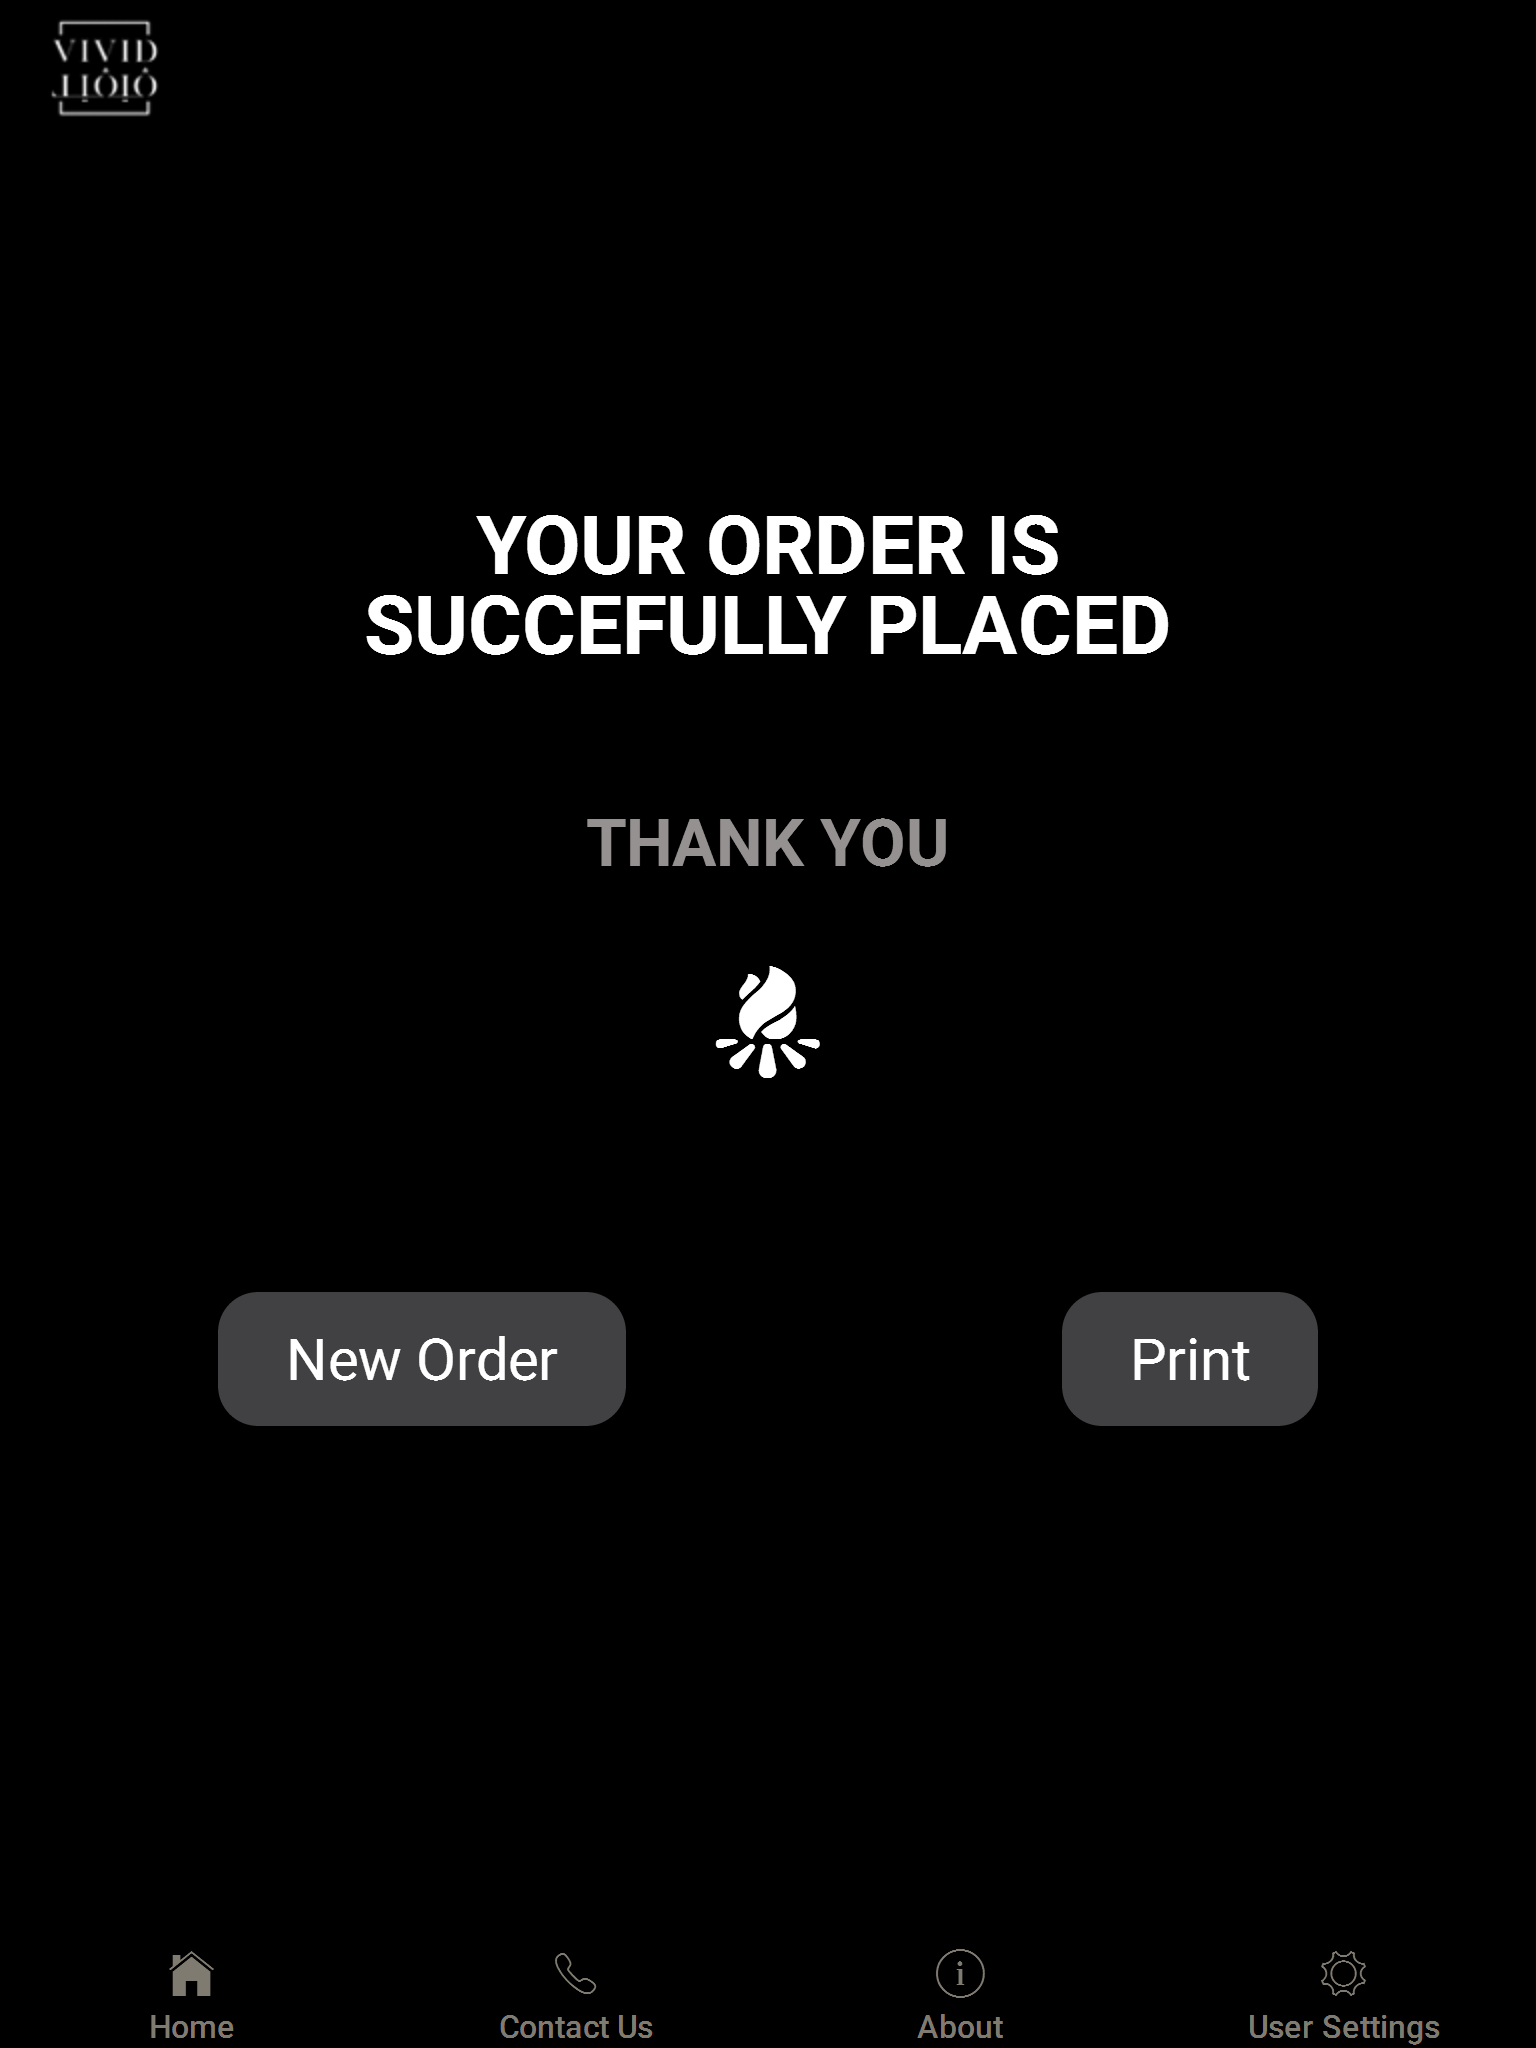 VIVID
YOUR ORDER IS
SUCCEFULLY PLACED
THANK YOU
New Order
Print
Home
Contact Us
About
User Settings